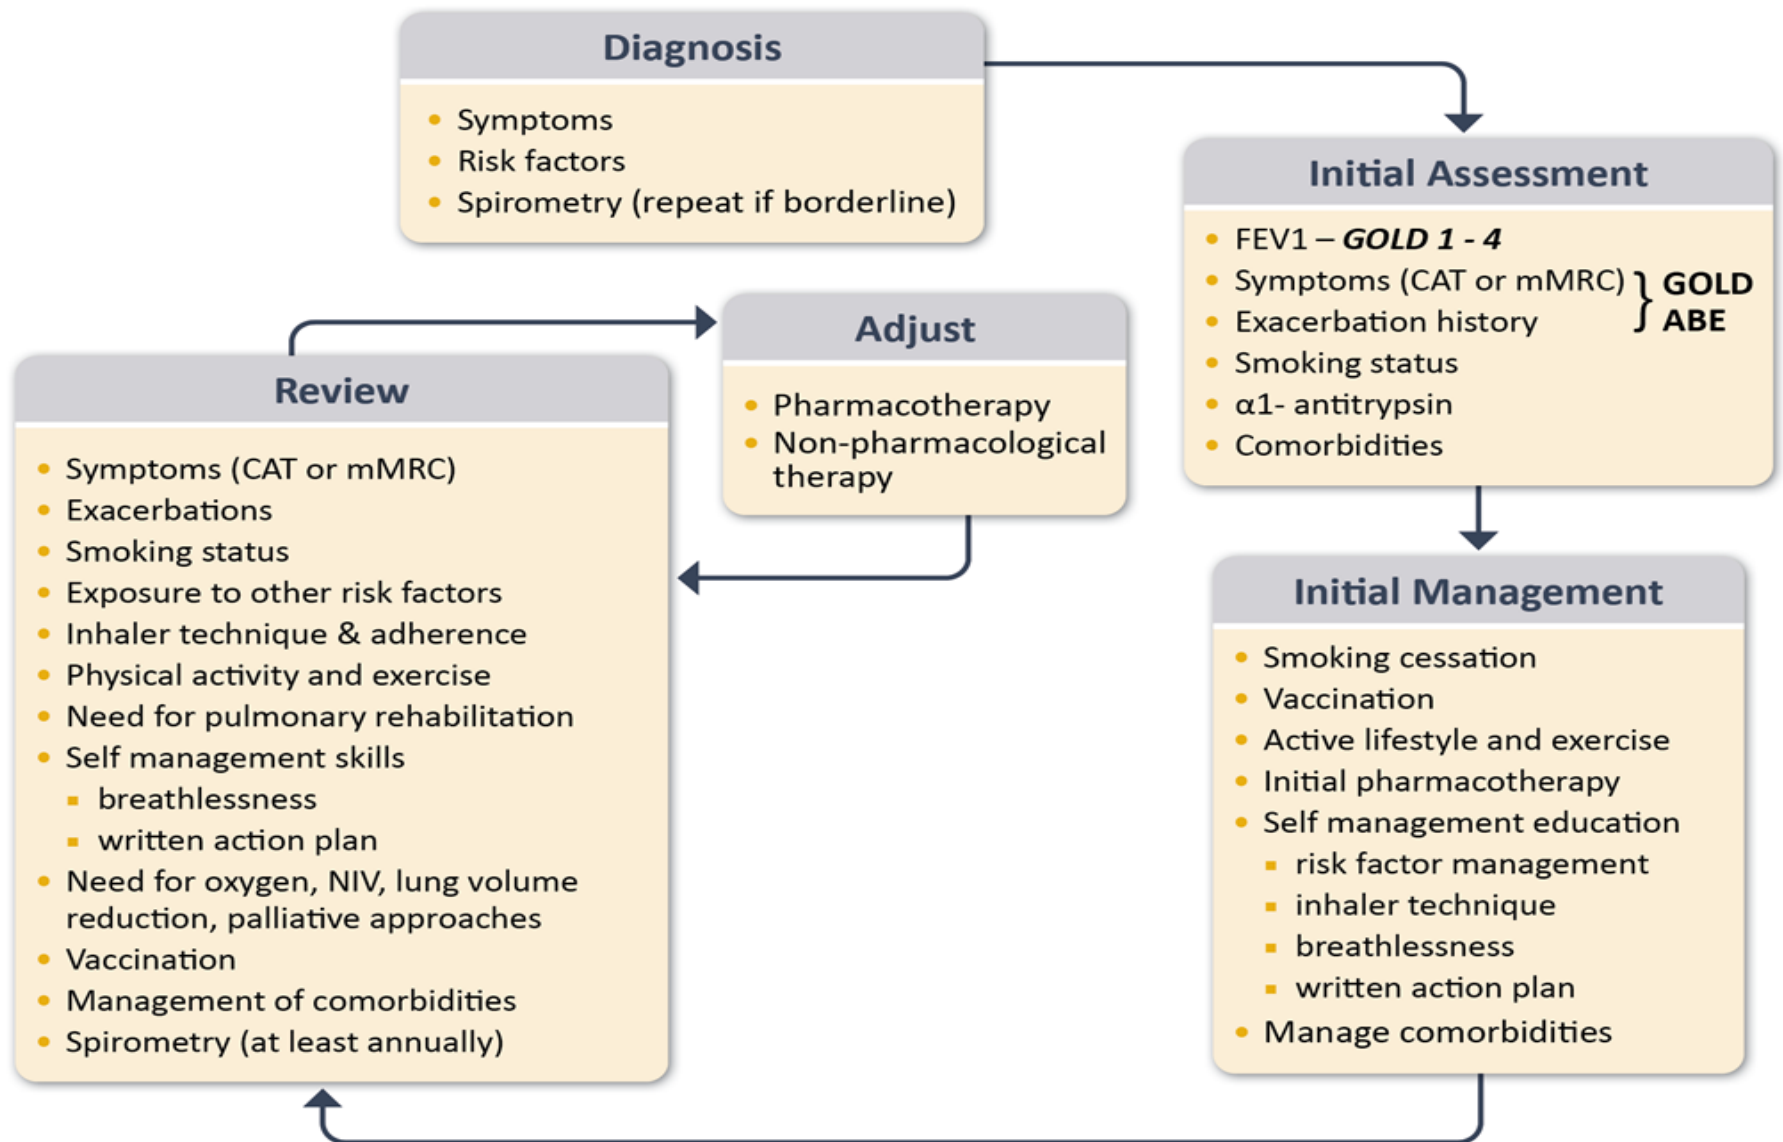 Diagnosis
• Symptoms
• Risk factors
• Spirometry (repeat if borderline)
Initial Assessment
• FEV1 – GOLD 1 - 4
• Symptoms (CAT or mMRC)
• Exacerbation history
} GOLD
ABE
• Smoking status
• α1- antitrypsin
• Comorbidities
Initial Management
• Smoking cessation
• Vaccination
• Active lifestyle and exercise
• Initial pharmacotherapy
• Self management education
▪ risk factor management
▪ inhaler technique
▪ breathlessness
▪ written action plan
• Manage comorbidities
Review
• Symptoms (CAT or mMRC)
• Exacerbations
• Smoking status
• Exposure to other risk factors
• Inhaler technique & adherence
• Physical activity and exercise
• Need for pulmonary rehabilitation
• Self management skills
▪ breathlessness
▪ written action plan
• Need for oxygen, NIV, lung volume
reduction, palliative approaches
• Vaccination
• Management of comorbidities
• Spirometry (at least annually)
Adjust
• Pharmacotherapy
• Non-pharmacological
therapy